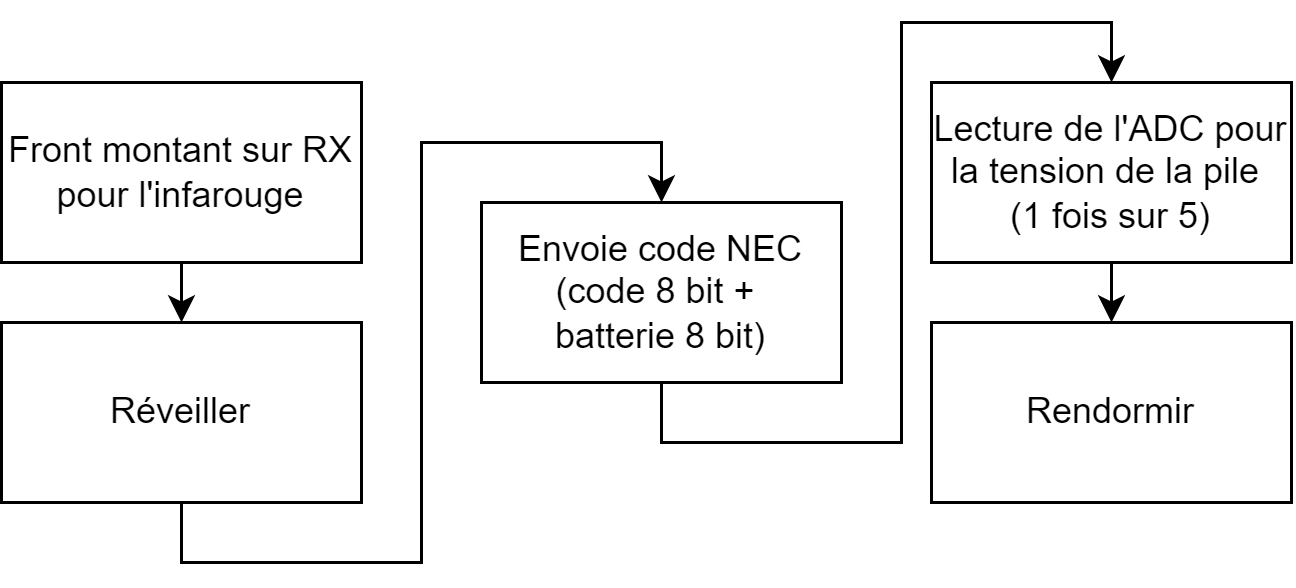 Front montant sur RX
pour l'infarouge
Réveiller
Envoie code NEC
(code 8 bit +
batterie 8 bit)
Lecture de l'ADC pour
la tension de la pile
(1 fois sur 5)
Rendormir